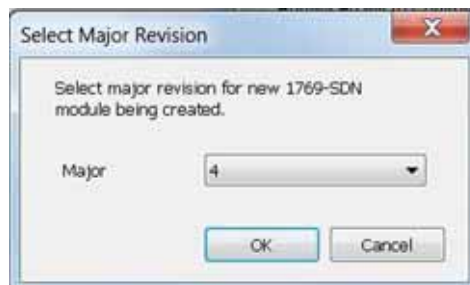 Select Major Revision
X
Select major revision for new 1769-SDN
module being created.
Major
4
OK
Cancel